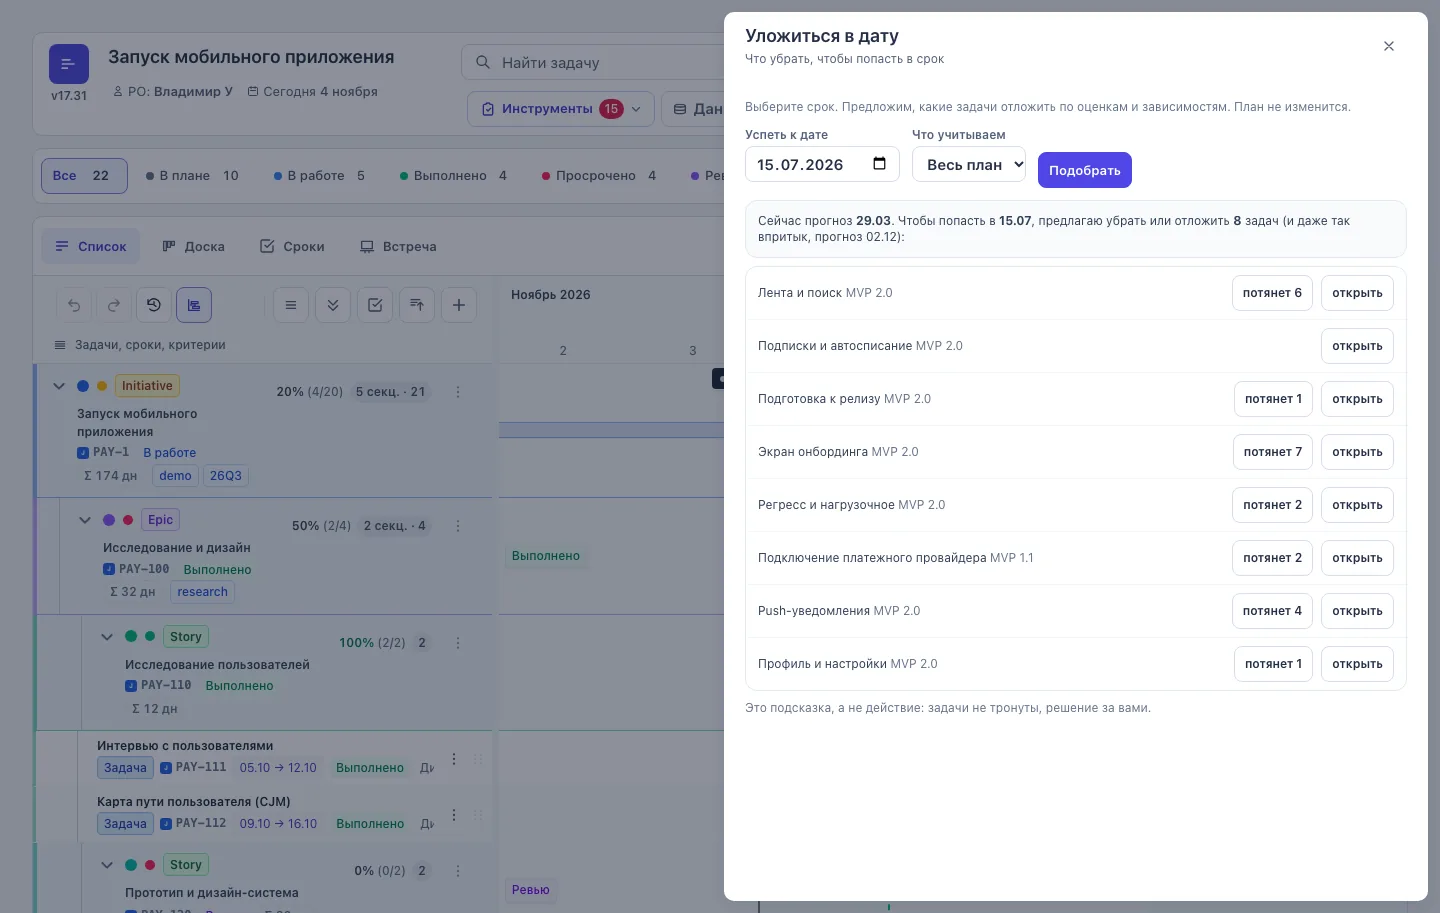 Запуск мобильного приложения
v17.31
PO: Владимир У
Сегодня 4 ноября
Найти задачу
Инструменты 15
Все 22
В плане 10
В работе 5
Выполнено 4
Просрочено 4
Список
Доска
Сроки
Встреча
Ноябрь 2026
Задачи, сроки, критерии
2 3
Initiative
20% (4/20) 5 секц. · 21
Запуск мобильного
приложения
PAY-1 В работе
Σ 174 дн demo 26Q3
Epic
50% (2/4) 2 секц. · 4
Исследование и дизайн
PAY-100 Выполнено
Σ 32 дн research
Выполнено
Story
100% (2/2) 2
Исследование пользователей
PAY-110 Выполнено
Σ 12 дн
Интервью с пользователями
Задача PAY-111 05.10 → 12.10 Выполнено
Карта пути пользователя (CJM)
Задача PAY-112 09.10 → 16.10 Выполнено
Story
0% (0/2) 2
Прототип и дизайн-система
Ревью
Уложиться в дату
Что убрать, чтобы попасть в срок
Выберите срок. Предложим, какие задачи отложить по оценкам и зависимостям. План не изменится.
Успеть к дате
Что учитываем
15.07.2026
Весь план
Подобрать
Сейчас прогноз 29.03. Чтобы попасть в 15.07, предлагаю убрать или отложить 8 задач (и даже так
впритык, прогноз 02.12):
Лента и поиск MVP 2.0 потянет 6 открыть
Подписки и автосписание MVP 2.0 открыть
Подготовка к релизу MVP 2.0 потянет 1 открыть
Экран онбординга MVP 2.0 потянет 7 открыть
Регресс и нагрузочное MVP 2.0 потянет 2 открыть
Подключение платежного провайдера MVP 1.1 потянет 2 открыть
Push-уведомления MVP 2.0 потянет 4 открыть
Профиль и настройки MVP 2.0 потянет 1 открыть
Это подсказка, а не действие: задачи не тронуты, решение за вами.